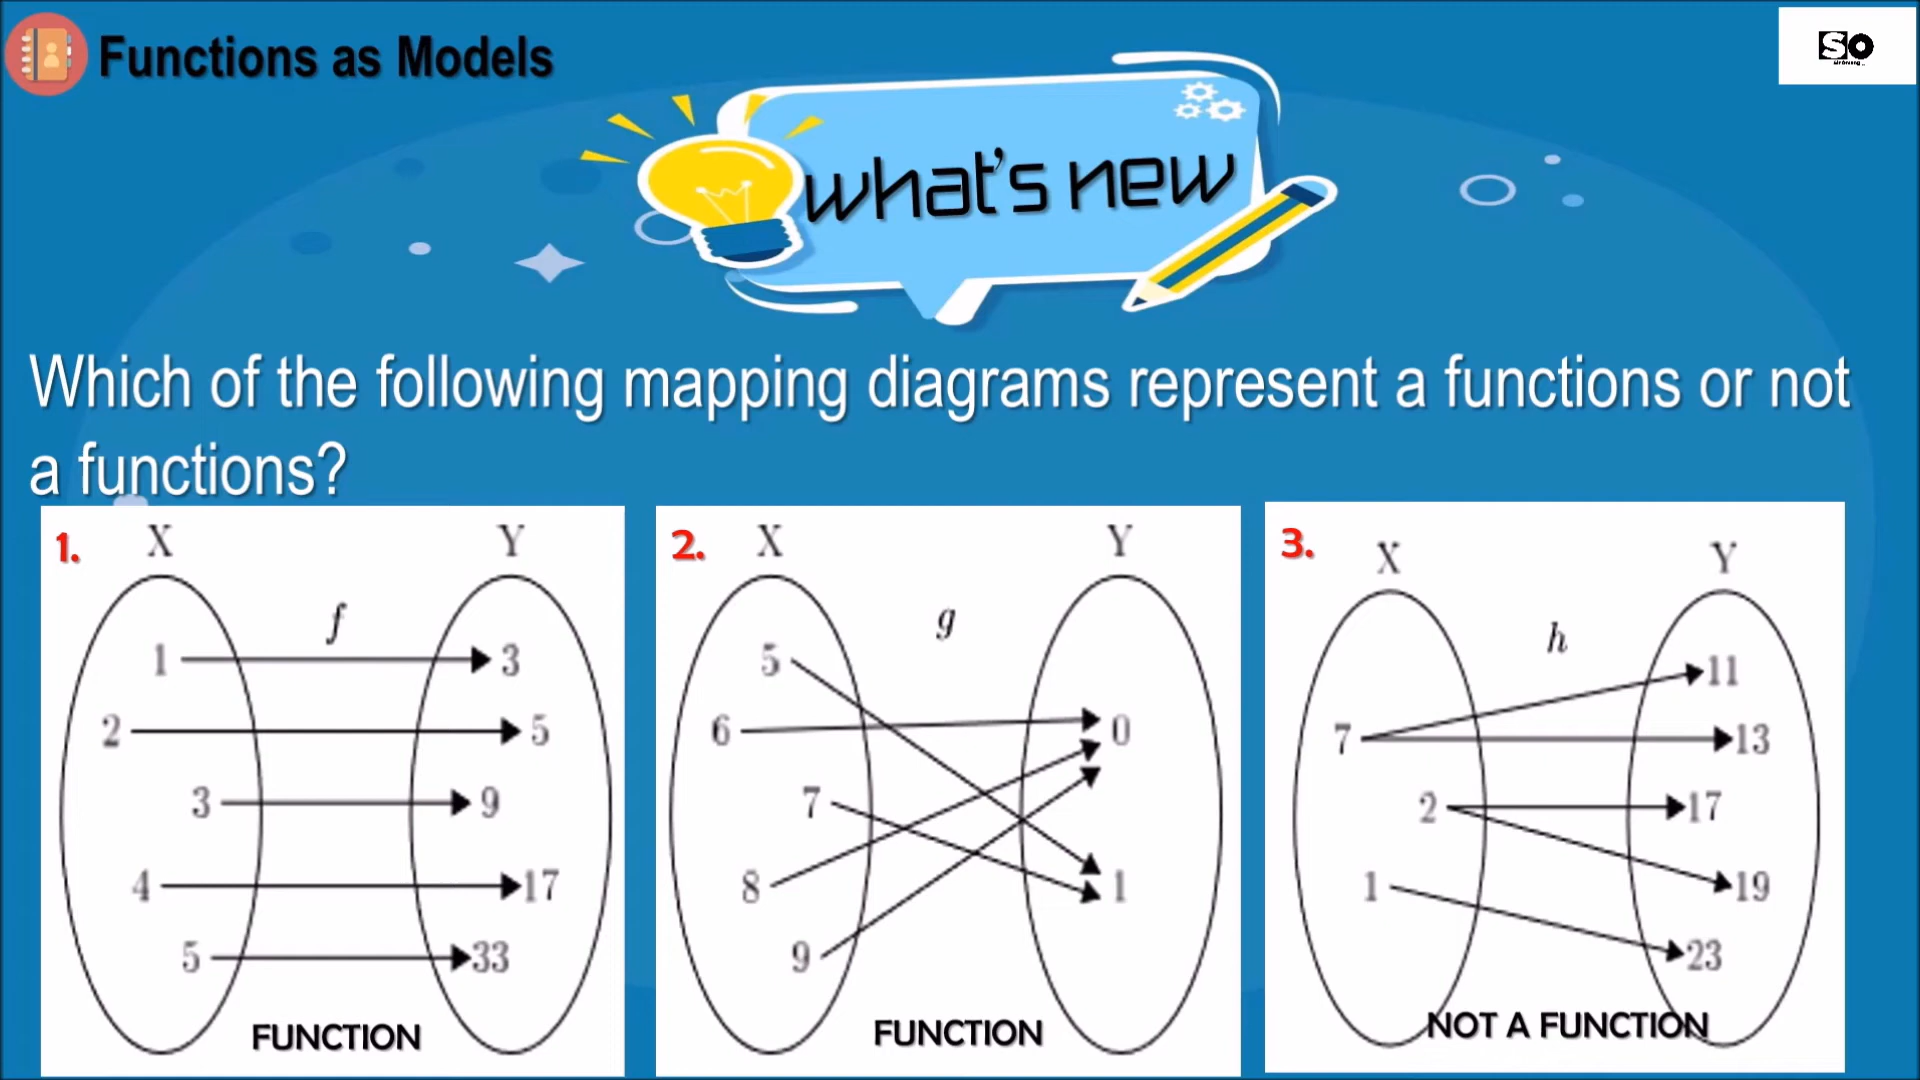 Functions as Models
SO
what's new
Which of the following mapping diagrams represent a functions or not
a functions?
1. X Y
f
1 3
2 5
3 9
4 17
5 33
FUNCTION
2. X Y
g
5
6 0
7
8 1
9
FUNCTION
3. X Y
h
11
7 13
2 17
1 19
23
NOT A FUNCTION